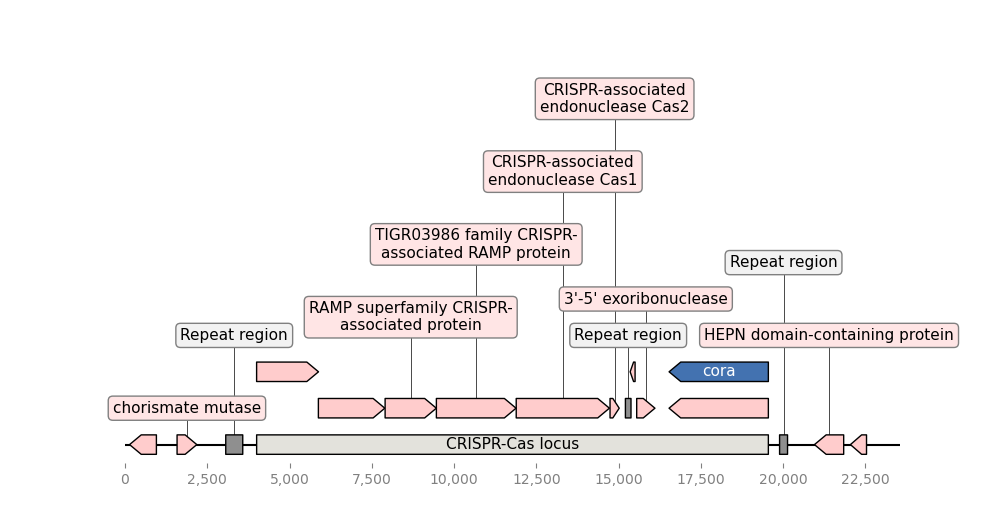 CRISPR-associated
endonuclease Cas2
CRISPR-associated
endonuclease Cas1
TIGR03986 family CRISPR-
associated RAMP protein
Repeat region
3'-5' exoribonuclease
RAMP superfamily CRISPR-
associated protein
Repeat region
Repeat region
HEPN domain-containing protein
cora
chorismate mutase
CRISPR-Cas locus
0
2,500
5,000
7,500
10,000
12,500
15,000
17,500
20,000
22,500